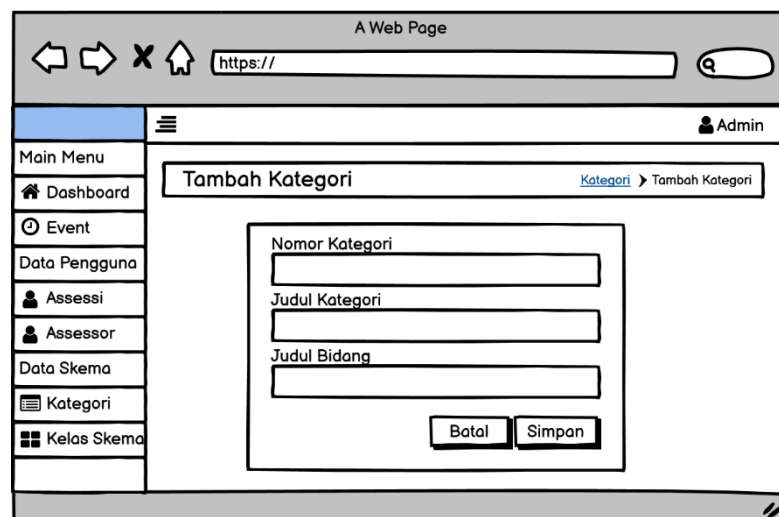 A Web Page
https://
Admin
Main Menu
Dashboard
Event
Data Pengguna
Assessi
Assessor
Data Skema
Kategori
Kelas Skema
Tambah Kategori
Kategori > Tambah Kategori
Nomor Kategori
Judul Kategori
Judul Bidang
Batal Simpan